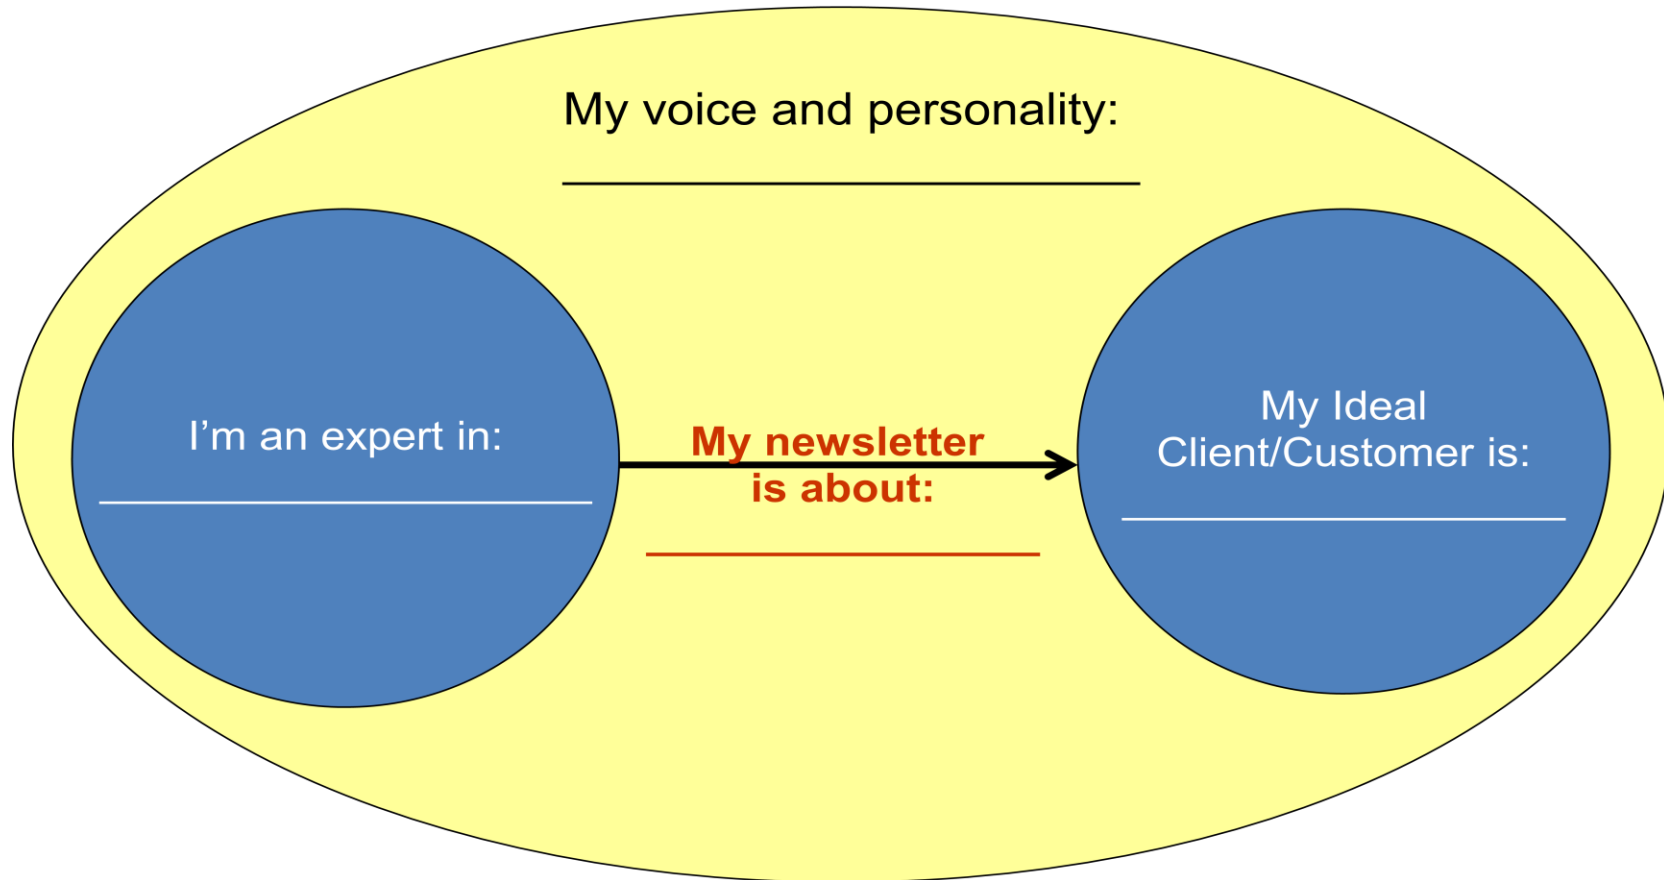 My voice and personality:
I’m an expert in:
My newsletter
is about:
My Ideal
Client/Customer is: